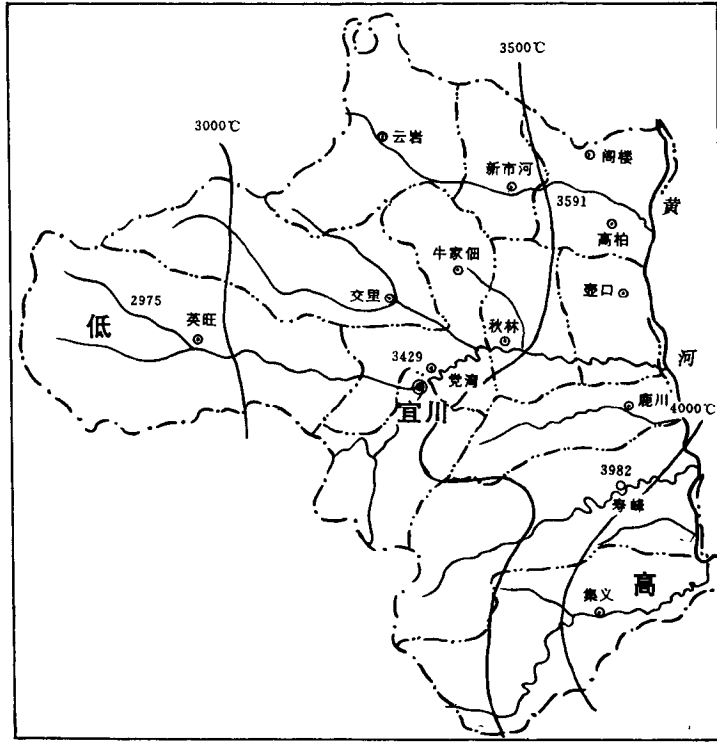 3500℃
3000℃
云岩
阁楼
新市河
3591
黄
高柏
牛家佃
2975
交里
壶口
英旺
低
秋林
3429
党湾
河
宜川
鹿川
4000℃
3982
寿峰
集义
高